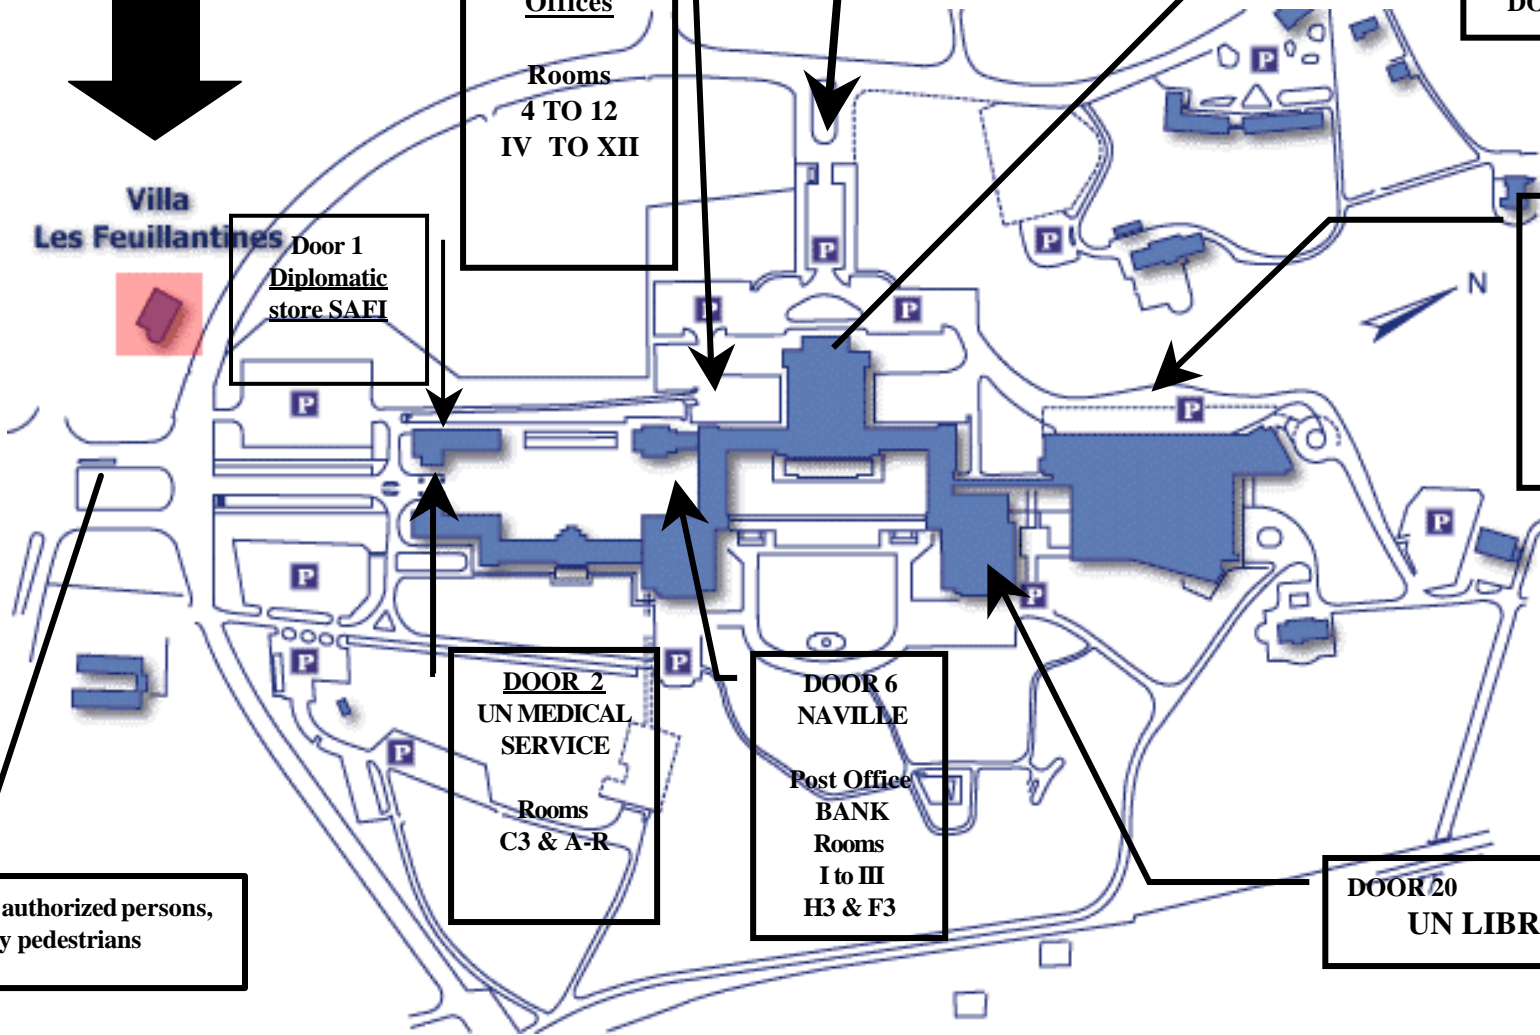 Offices
Rooms
4 TO 12
IV TO XII
DO
P
Villa
Les Feuillantines
Door 1
Diplomatic
store SAFI
P
P
P
P
N
P
P
P
P
P
P
P
P
P
DOOR 2
UN MEDICAL
SERVICE
Rooms
C3 & A-R
DOOR 6
NAVILLE
Post Office
BANK
Rooms
I to III
H3 & F3
DOOR 20
UN LIBR
authorized persons,
y pedestrians